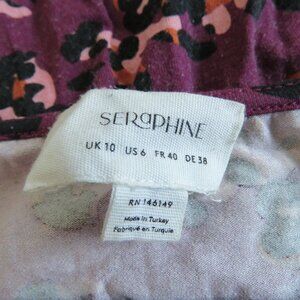 SERAPHINE
UK 10 US 6 FR 40 DE 38
RN 146149
Made in Turkey
Fabriqué en Turquie